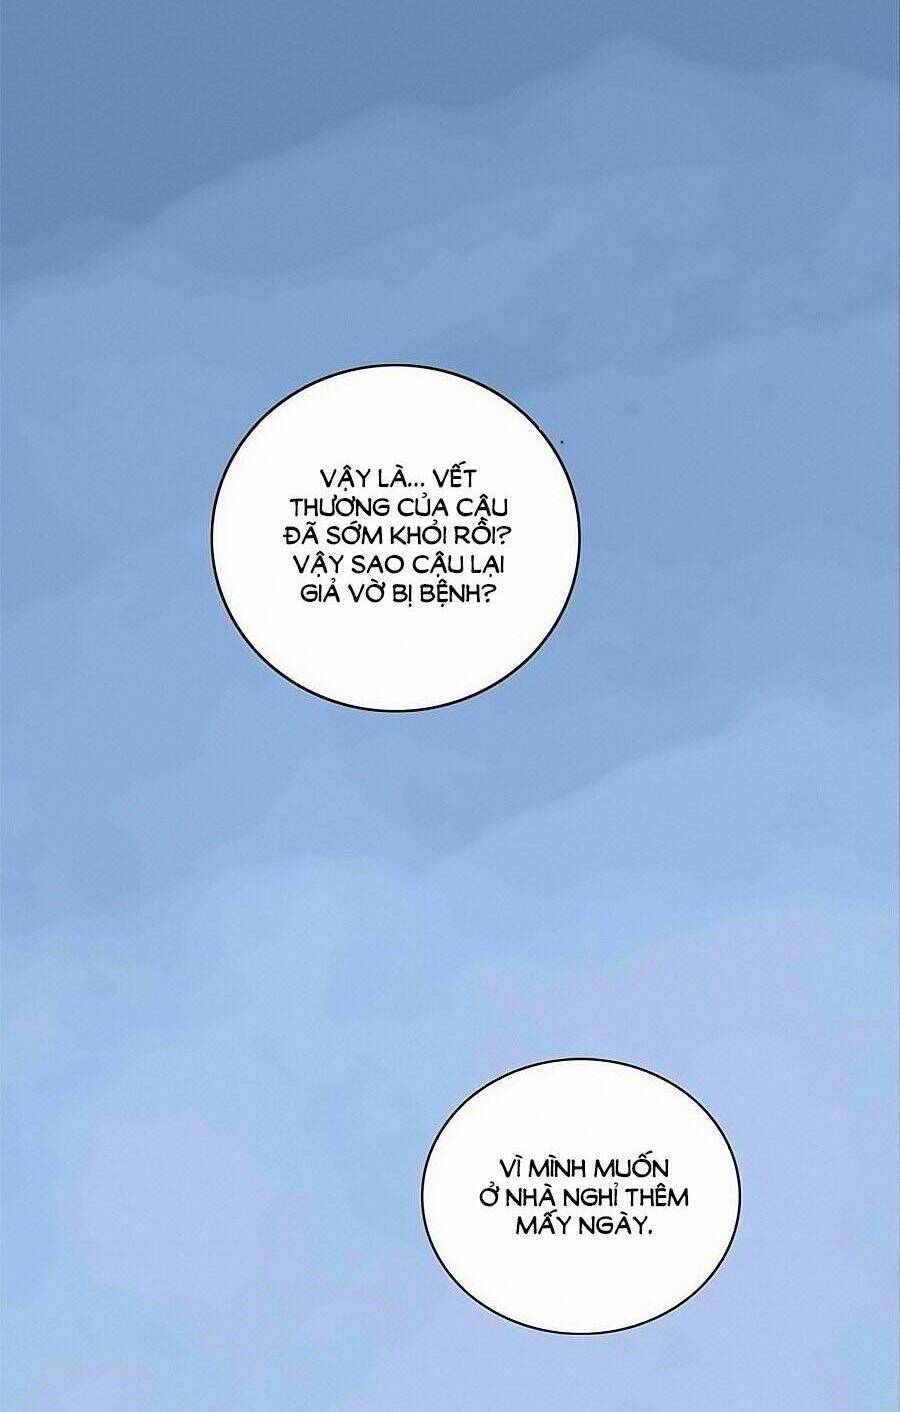 VẬY LÀ... VẾT
THƯƠNG CỦA CẬU
ĐÃ SỚM KHỎI RỒI?
VẬY SAO CẬU LẠI
GIẢ VỜ BỊ BỆNH?
VÌ MÌNH MUỐN
Ở NHÀ NGHỈ THÊM
MẤY NGÀY.